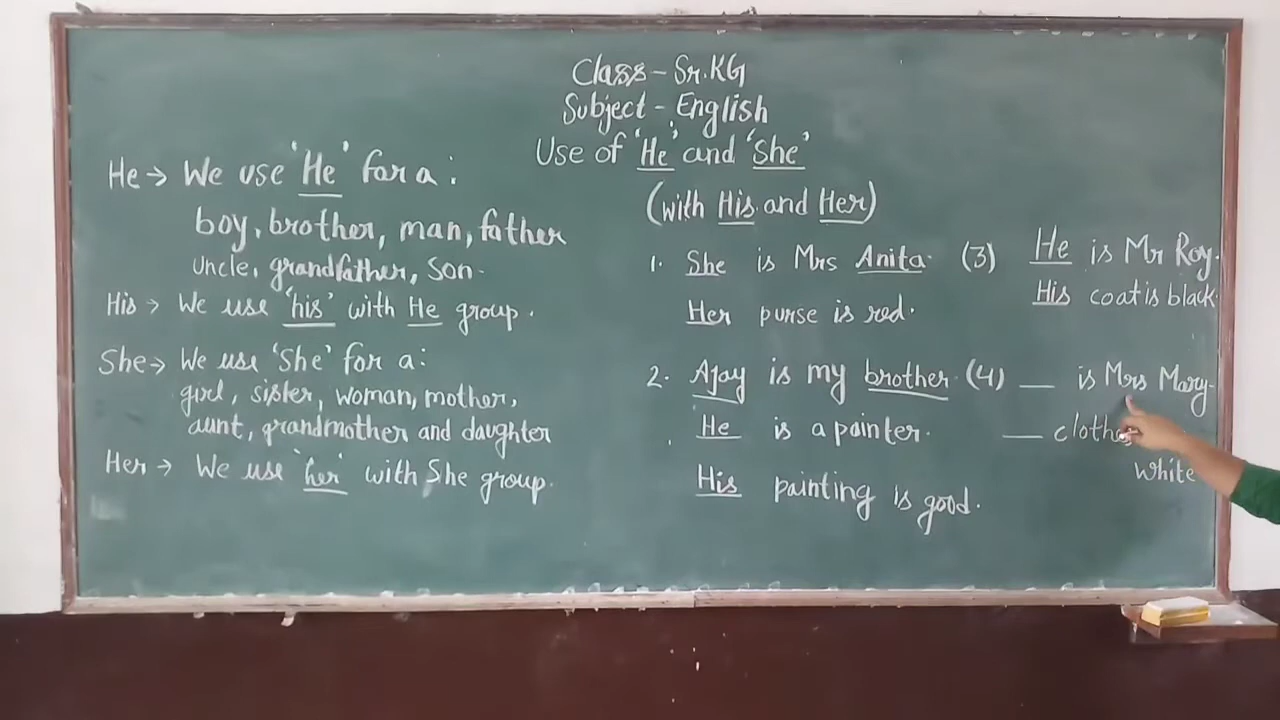 Class - Sr.KG
Subject - English
Use of 'He' and 'She'
(with His and Her)
He → We use 'He' for a :
boy, brother, man, father
Uncle, grandfather, son.
His → We use 'his' with He group.
She → We use 'She' for a :
girl, sister, woman, mother,
aunt, grandmother and daughter
Her → We use 'her' with She group.
1. She is Mrs Anita.
Her purse is red.
2. Ajay is my brother.
He is a painter.
His painting is good.
(3) He is Mr Roy.
His coat is black.
(4) __ is Mrs Mary.
__
white